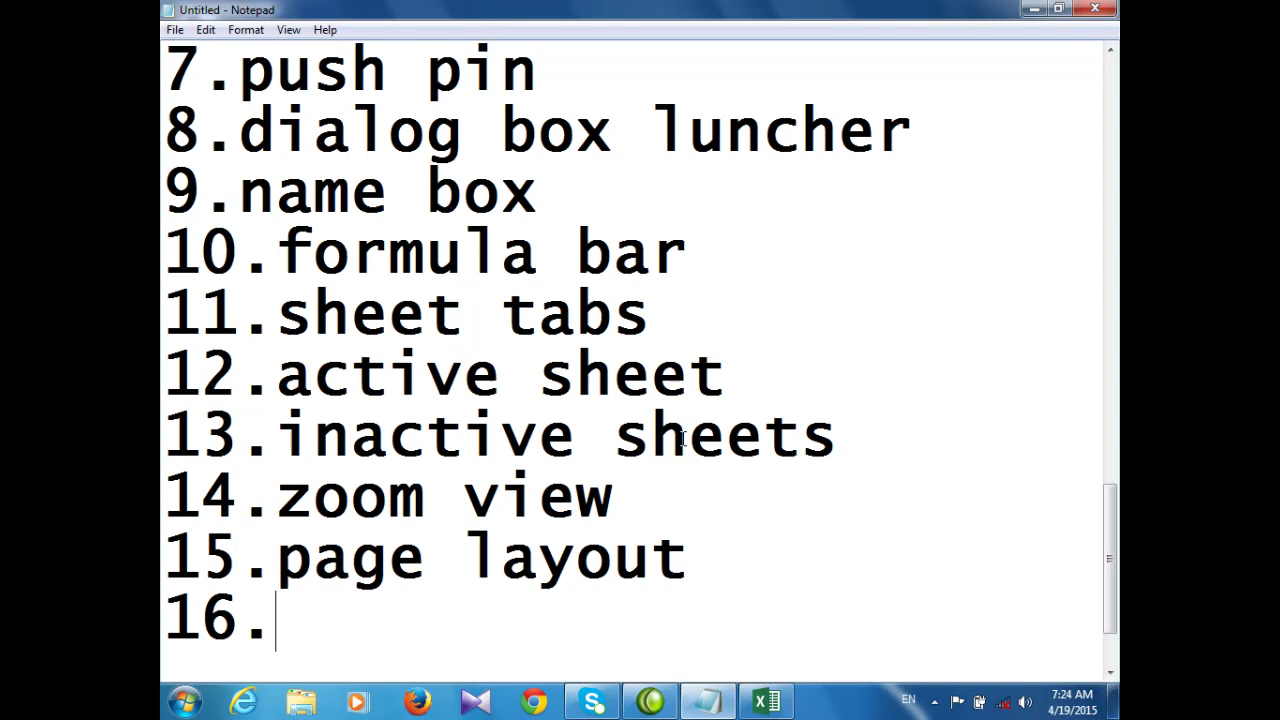 Untitled - Notepad
File Edit Format View Help
7.push pin
8.dialog box luncher
9.name box
10.formula bar
11.sheet tabs
12.active sheet
13.inactive sheets
14.zoom view
15.page layout
16.
EN 7:24 AM
4/19/2015